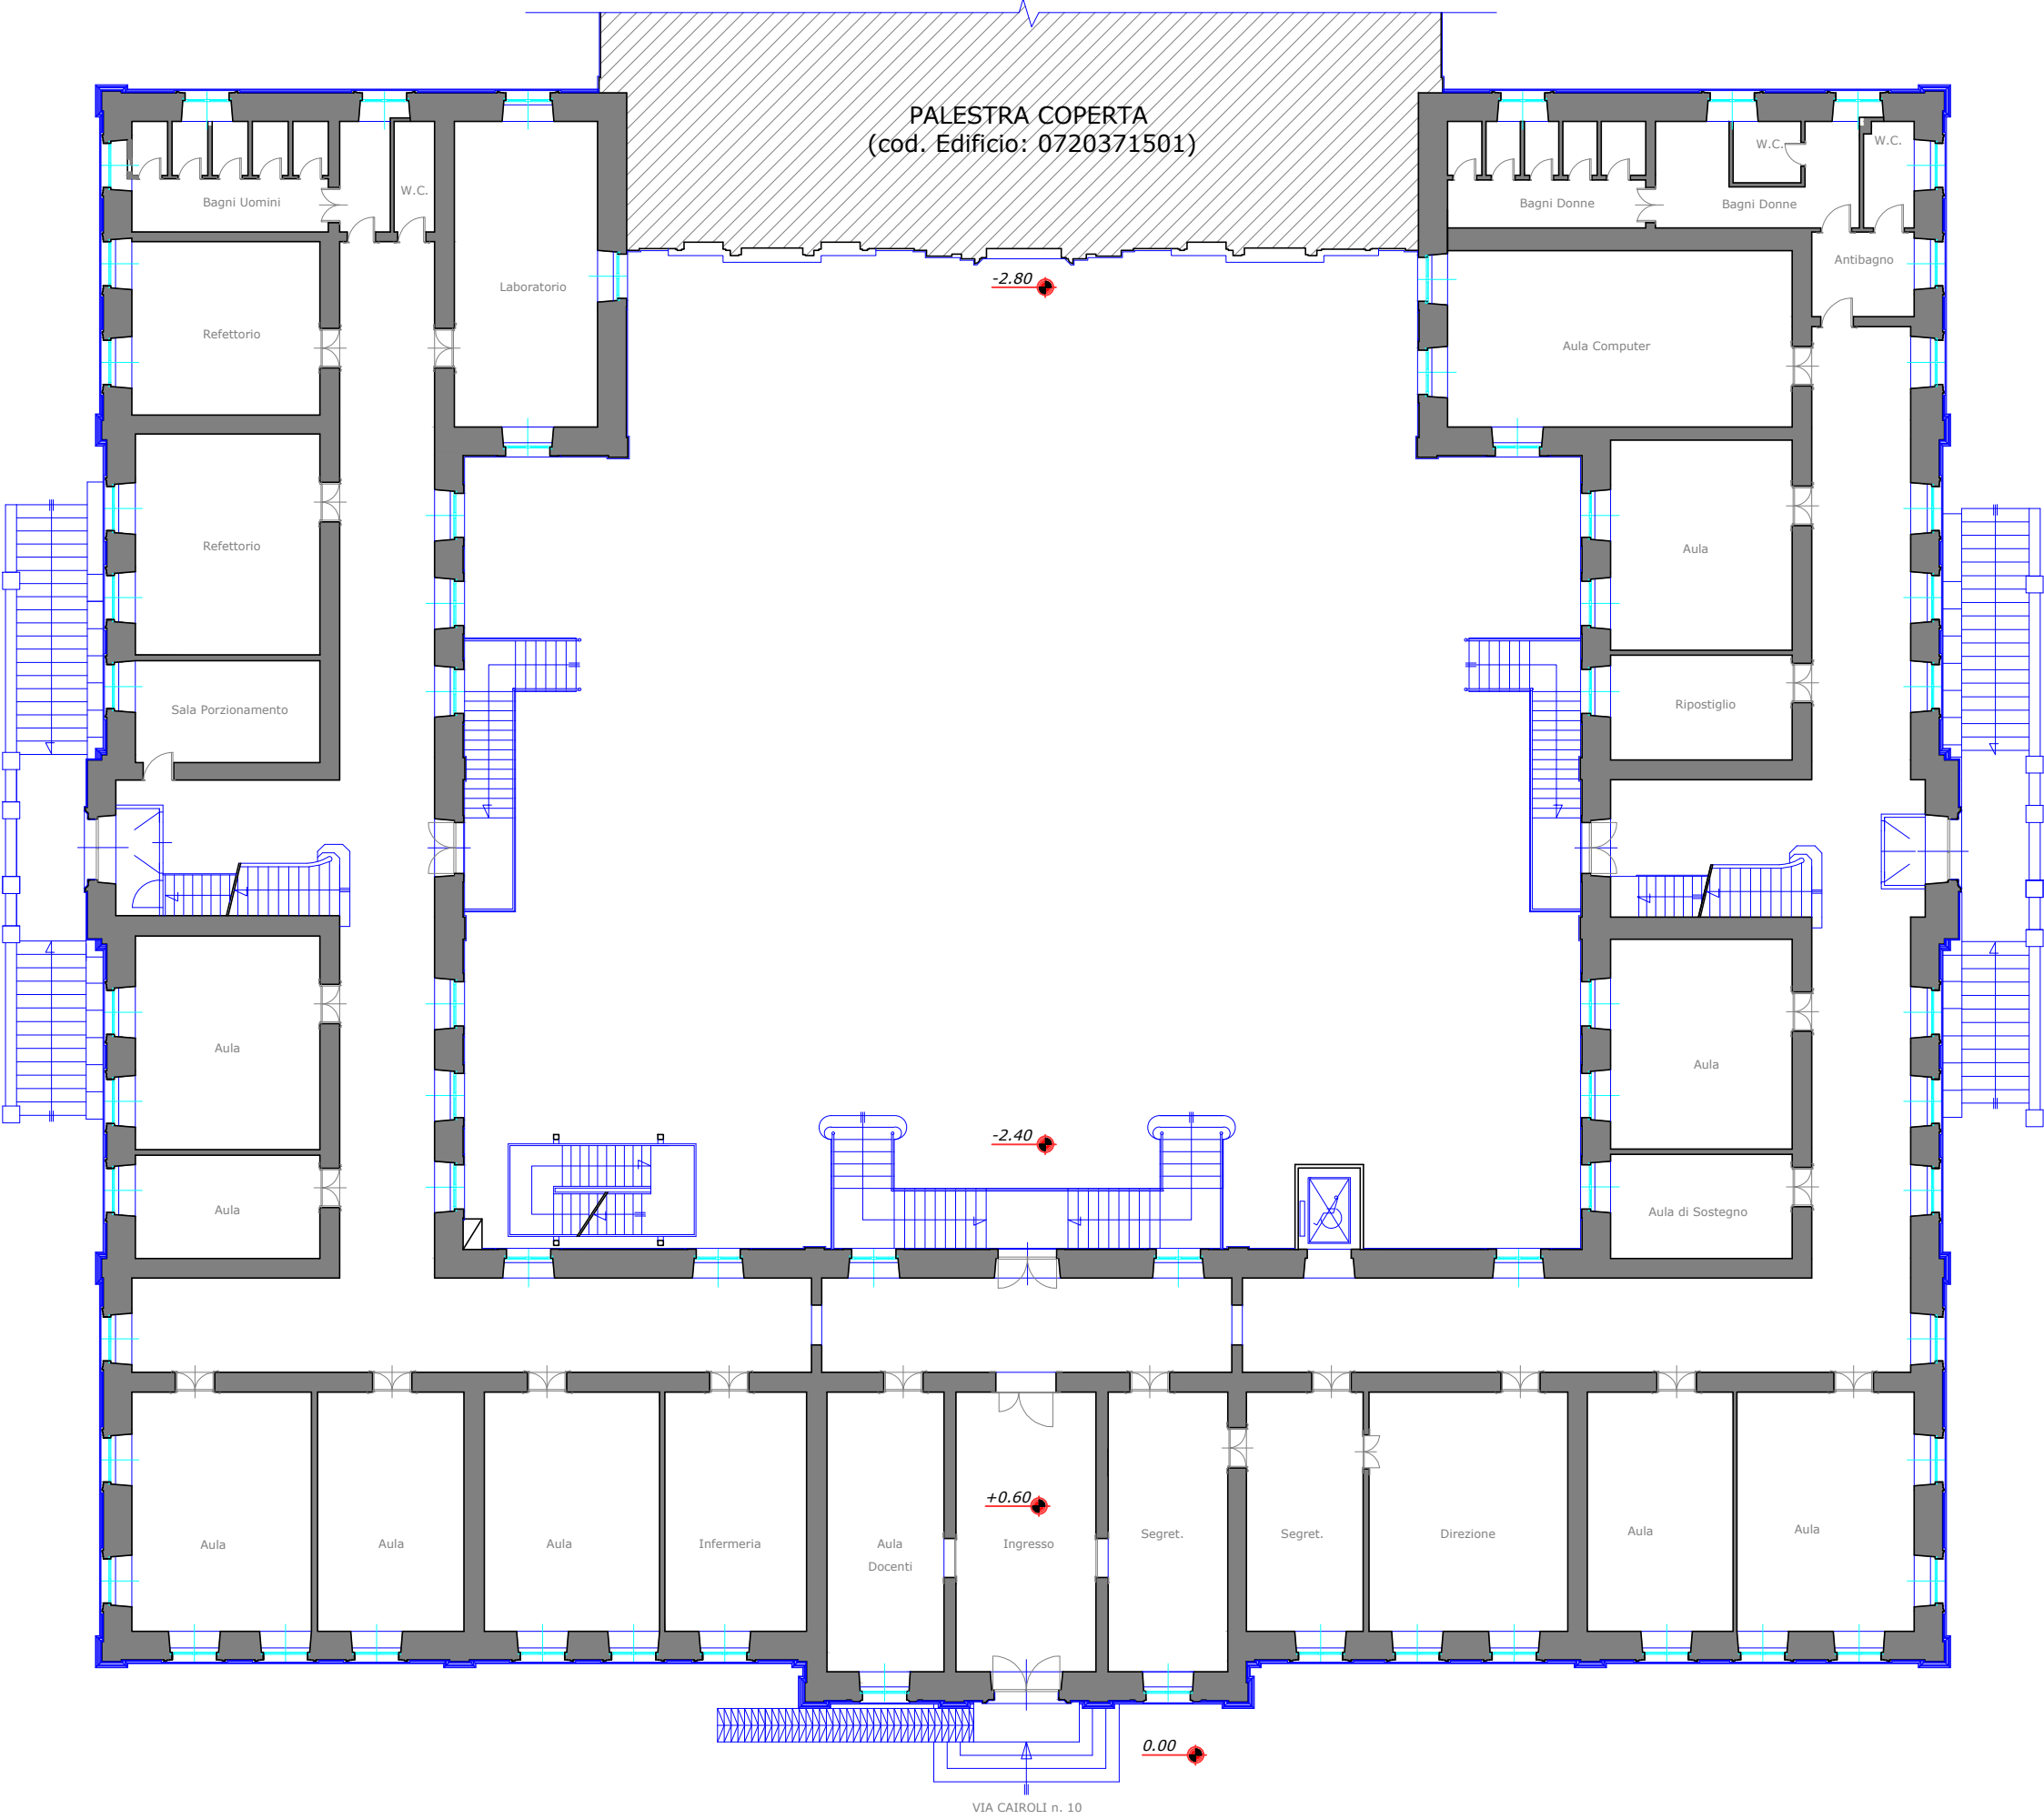 PALESTRA COPERTA
(cod. Edificio: 0720371501)
W.C.
W.C.
W.C.
Bagni Uomini
Bagni Donne
Bagni Donne
Antibagno
-2.80
Laboratorio
Refettorio
Aula Computer
Refettorio
Aula
Sala Porzionamento
Ripostiglio
Aula
Aula
-2.40
Aula
Aula di Sostegno
+0.60
Aula
Aula
Aula
Infermeria
Aula
Docenti
Ingresso
Segret.
Segret.
Direzione
Aula
Aula
0.00
VIA CAIROLI n. 10